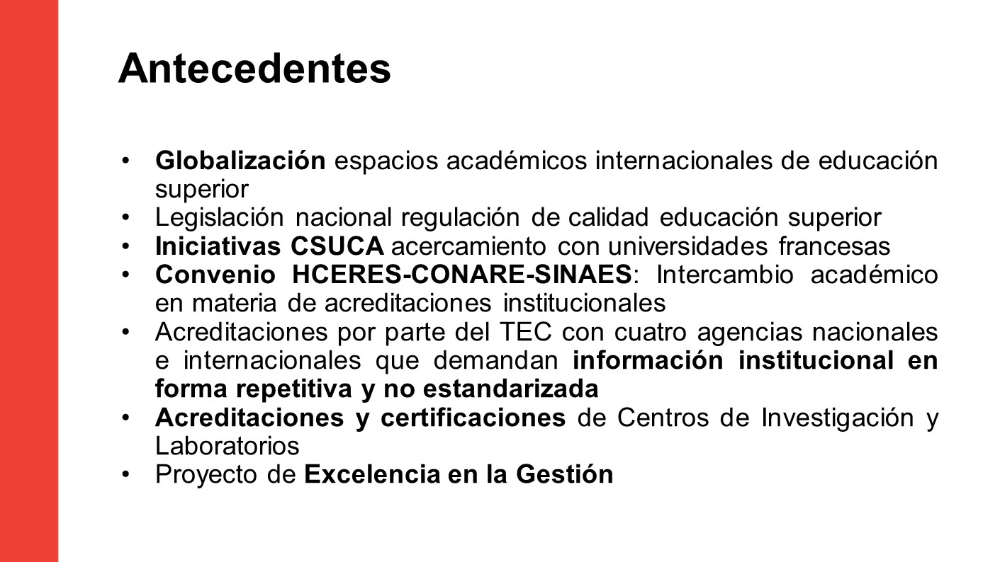 Antecedentes
• Globalización espacios académicos internacionales de educación
superior
• Legislación nacional regulación de calidad educación superior
• Iniciativas CSUCA acercamiento con universidades francesas
• Convenio HCERES-CONARE-SINAES: Intercambio académico
en materia de acreditaciones institucionales
• Acreditaciones por parte del TEC con cuatro agencias nacionales
e internacionales que demandan información institucional en
forma repetitiva y no estandarizada
• Acreditaciones y certificaciones de Centros de Investigación y
Laboratorios
• Proyecto de Excelencia en la Gestión